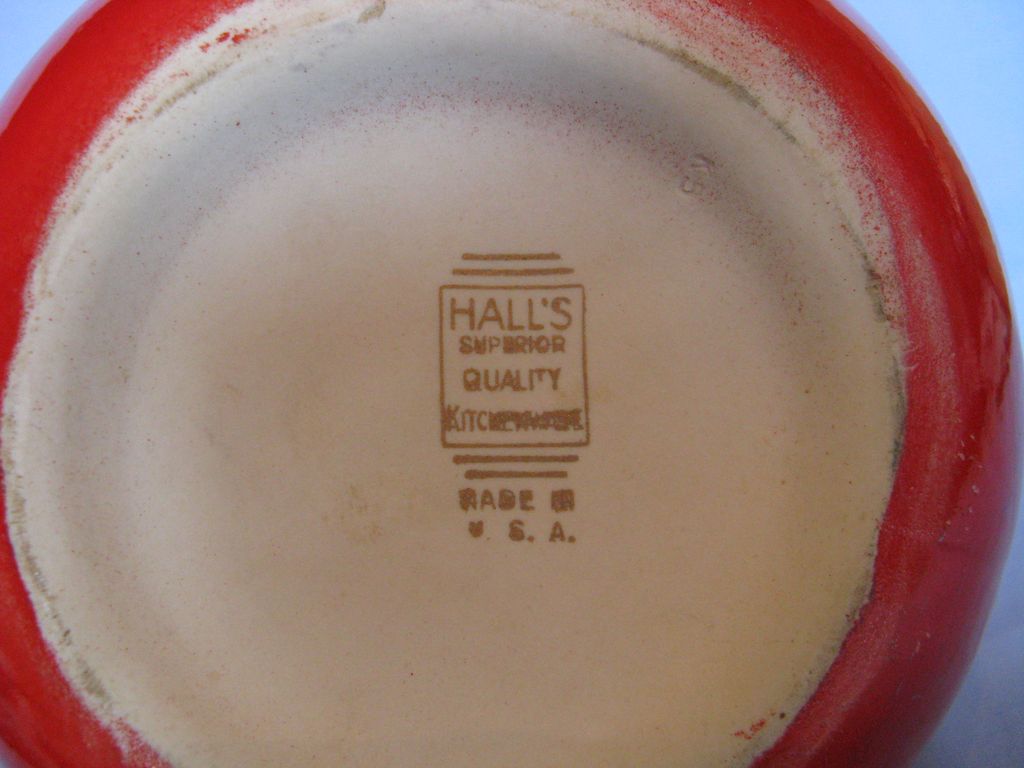 HALL'S
SUPERIOR
QUALITY
KITCHENWARE
MADE IN
U. S. A.